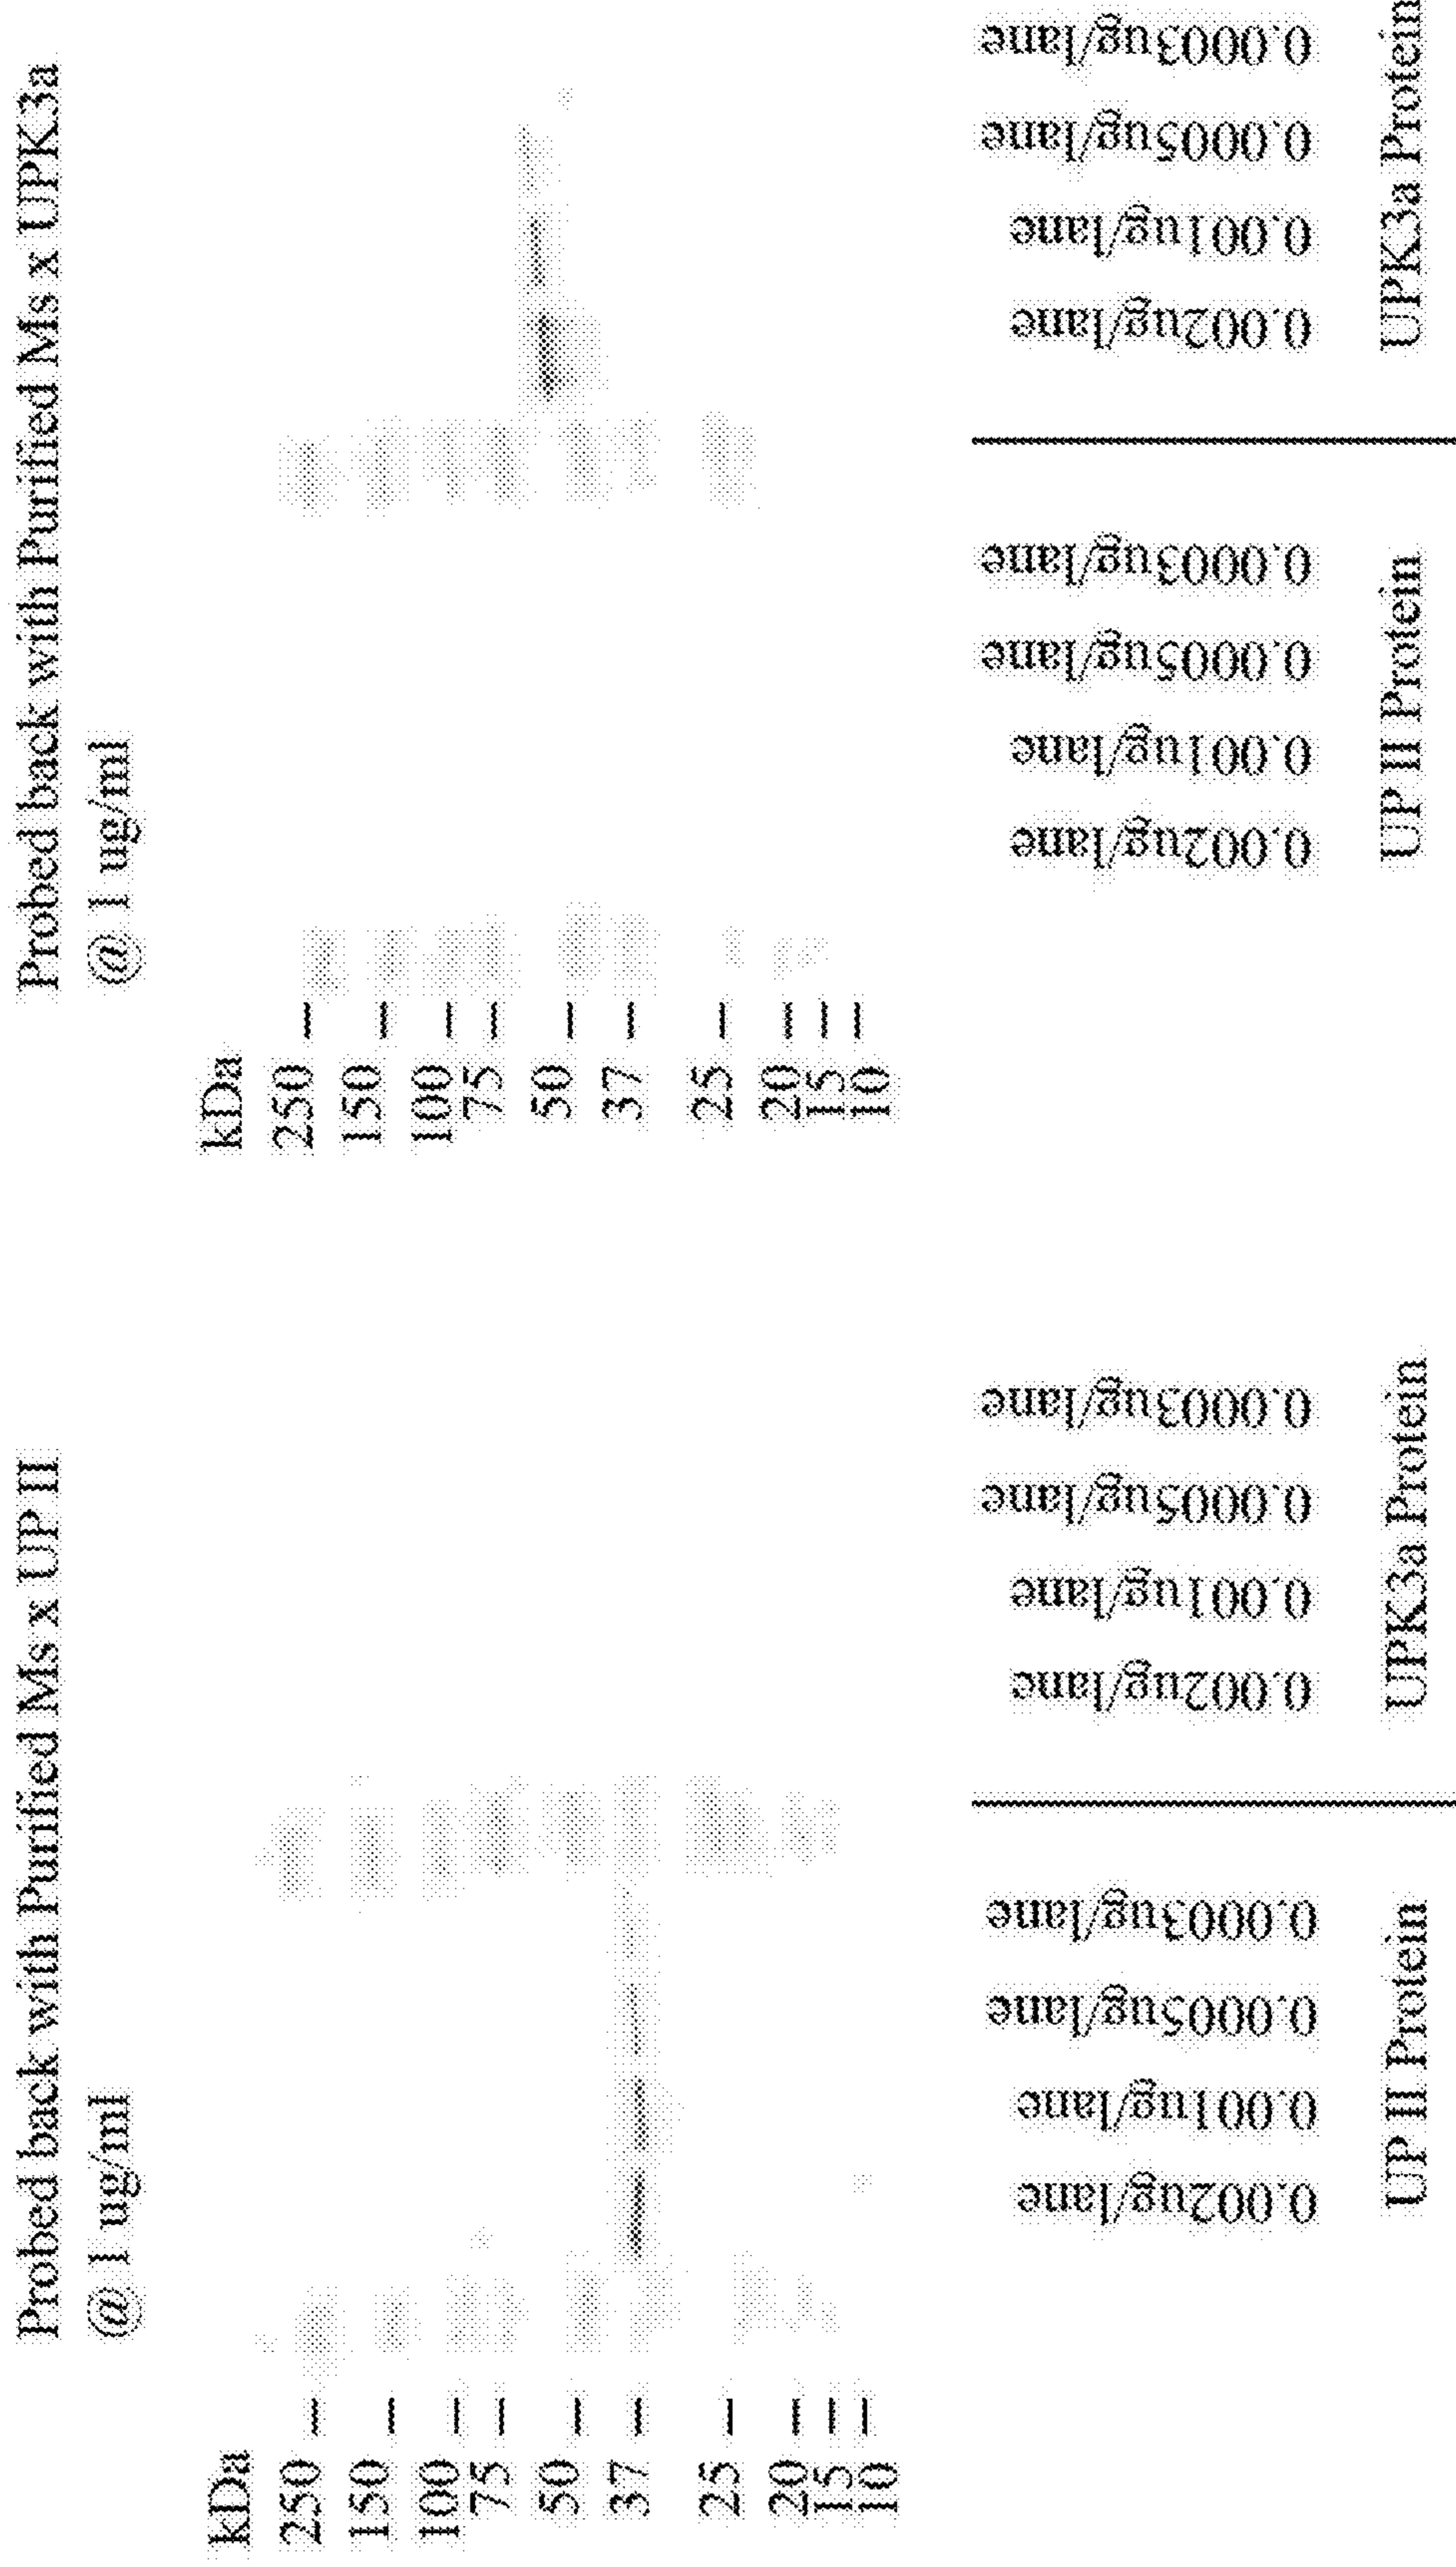 Probed back with Purified Ms x UP II
@ 1 ug/ml
kDa
250
150
100
75
50
37
25
20
15
10
0.002ug/lane
0.001ug/lane
0.0005ug/lane
0.0003ug/lane
0.002ug/lane
0.001ug/lane
0.0005ug/lane
0.0003ug/lane
UP II Protein
UPK3a Protein
Probed back with Purified Ms x UPK3a
@ 1 ug/ml
kDa
250
150
100
75
50
37
25
20
15
10
0.002ug/lane
0.001ug/lane
0.0005ug/lane
0.0003ug/lane
0.002ug/lane
0.001ug/lane
0.0005ug/lane
0.0003ug/lane
UP II Protein
UPK3a Protein